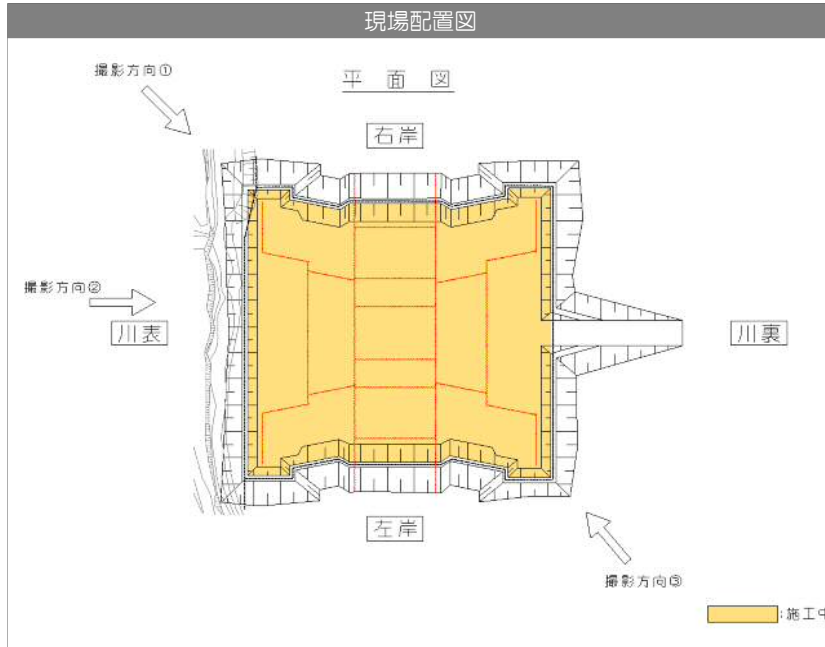 現場配置図
撮影方向①
平面図
右岸
撮影方向②
川表
川裏
左岸
撮影方向③
:施工中